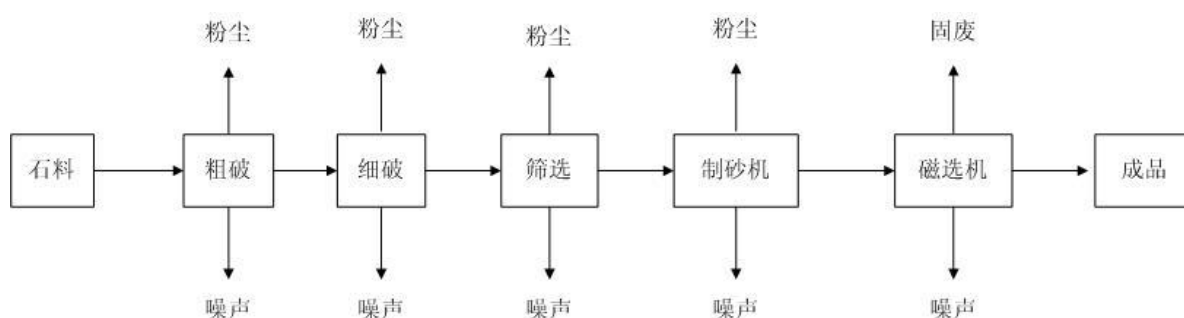 粉尘 粉尘 粉尘 粉尘 固废
石料 粗破 细破 筛选 制砂机 磁选机 成品
噪声 噪声 噪声 噪声 噪声